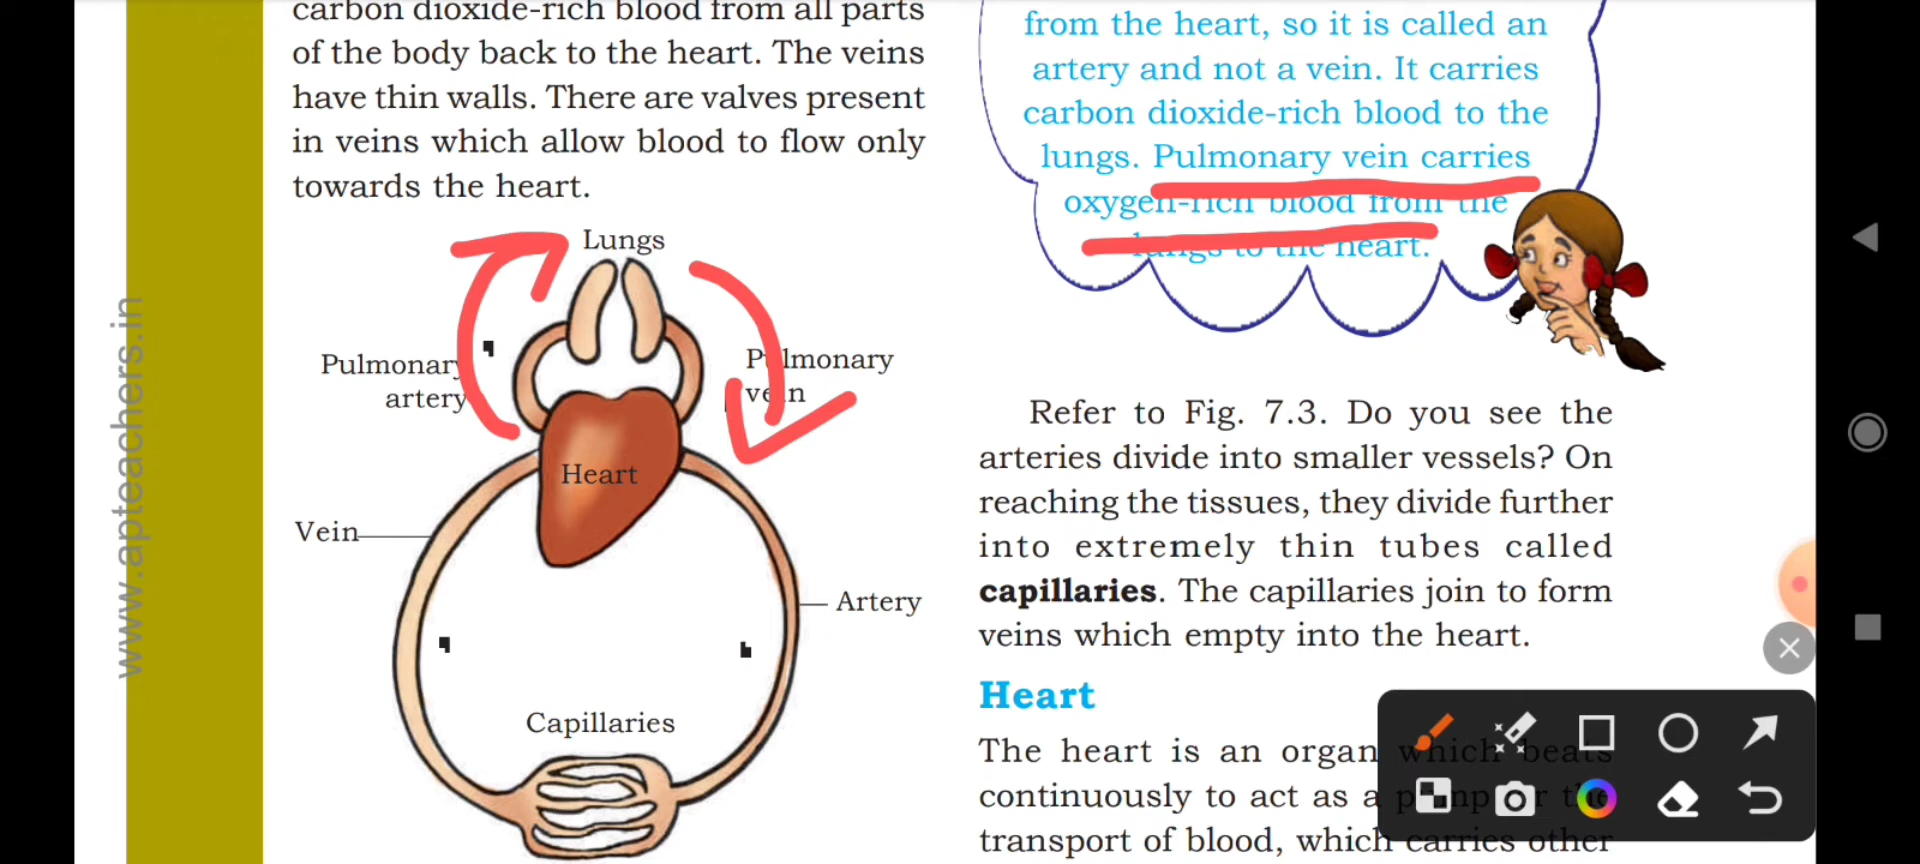 carbon dioxide-rich blood from all parts
of the body back to the heart. The veins
have thin walls. There are valves present
in veins which allow blood to flow only
towards the heart.
Lungs
Pulmonary
artery
Pulmonary
vein
Heart
Vein
Artery
Capillaries
www.apteachers.in
from the heart, so it is called an
artery and not a vein. It carries
carbon dioxide-rich blood to the
lungs. Pulmonary vein carries
oxygen-rich blood from the
lungs to the heart.
Refer to Fig. 7.3. Do you see the
arteries divide into smaller vessels? On
reaching the tissues, they divide further
into extremely thin tubes called
capillaries. The capillaries join to form
veins which empty into the heart.
Heart
The heart is an organ which beats
continuously to act as a pump for the
transport of blood, which carries other